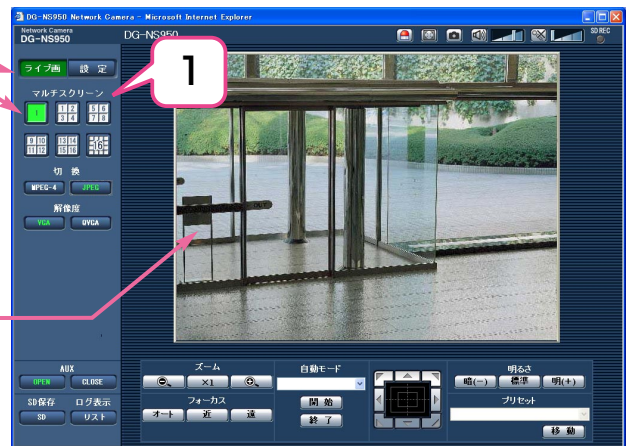 DG-NS950 Network Camera - Microsoft Internet Explorer
Network Camera
DG-NS950
DG-NS950
SD REC
ライブ画 設 定
1
マルチスクリーン
1 1 2 3 4 5 6 7 8
9 10 11 12 13 14 15 16 16
切 換
MPEG-4 JPEG
解像度
VGA QVGA
AUX
OPEN CLOSE
SD保存 ログ表示
SD リスト
ズーム
×1
フォーカス
オート 近 遠
自動モード
開 始
終 了
明るさ
暗(-) 標準 明(+)
プリセット
移 動